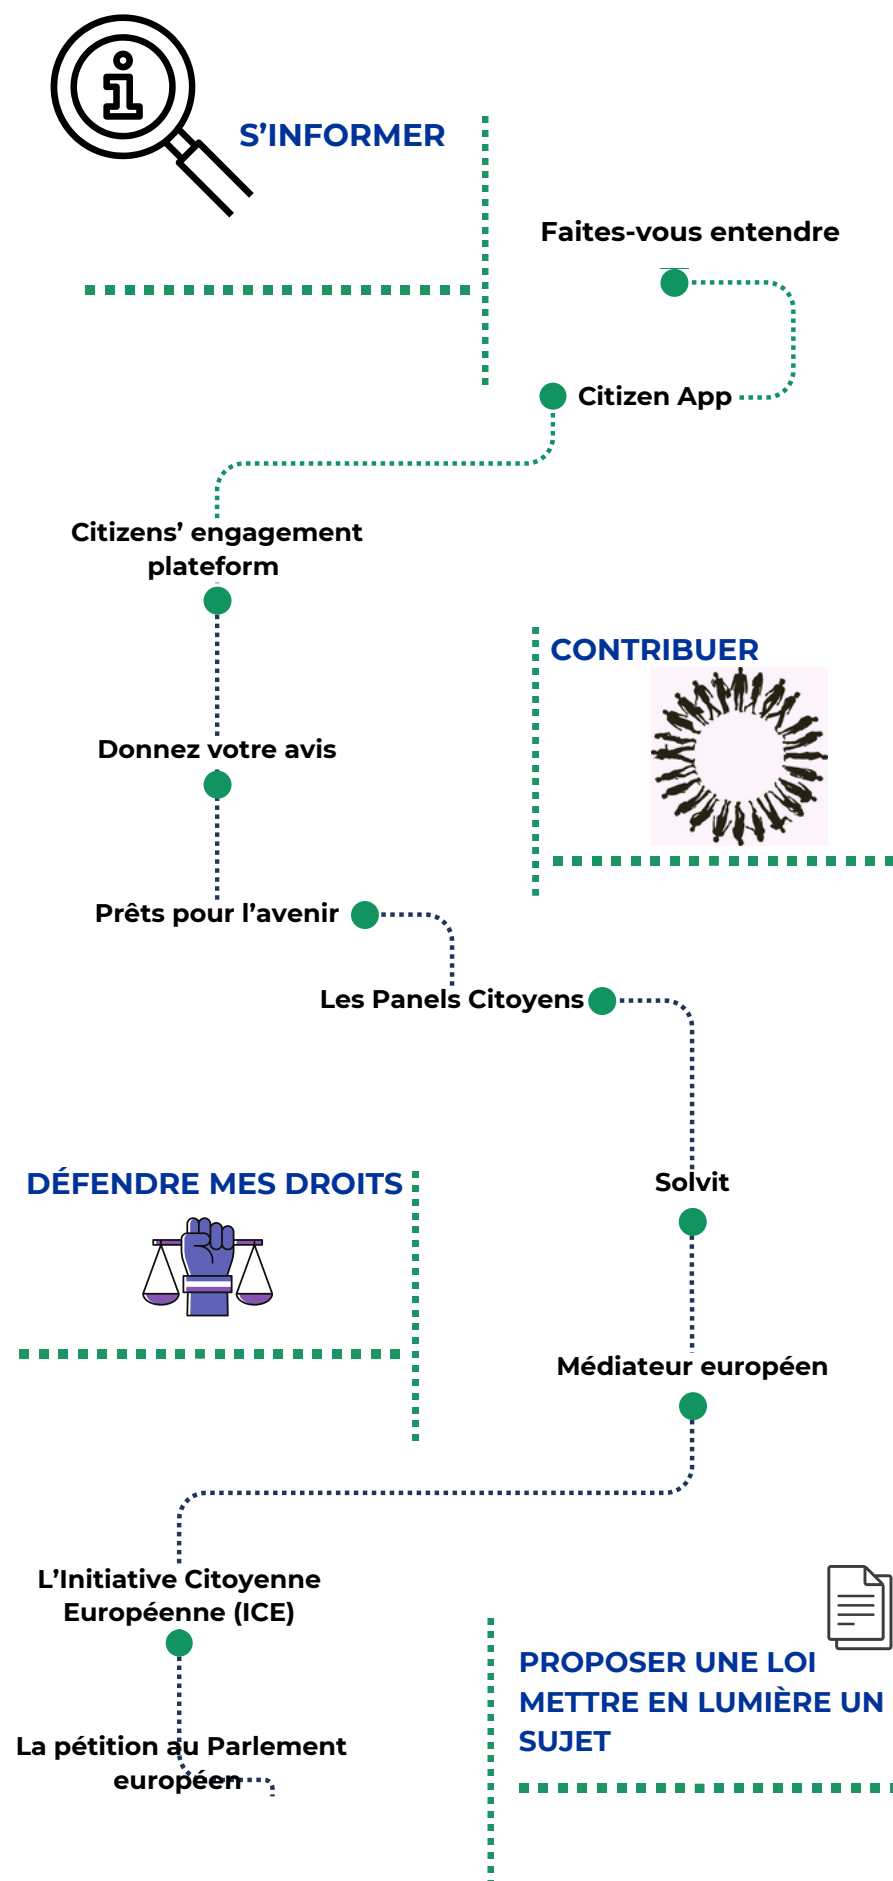 S’INFORMER
Faites-vous entendre
Citizen App
Citizens’ engagement
plateform
CONTRIBUER
Donnez votre avis
Prêts pour l’avenir
Les Panels Citoyens
DÉFENDRE MES DROITS
Solvit
Médiateur européen
L’Initiative Citoyenne
Européenne (ICE)
PROPOSER UNE LOI
METTRE EN LUMIÈRE UN
SUJET
La pétition au Parlement
européen